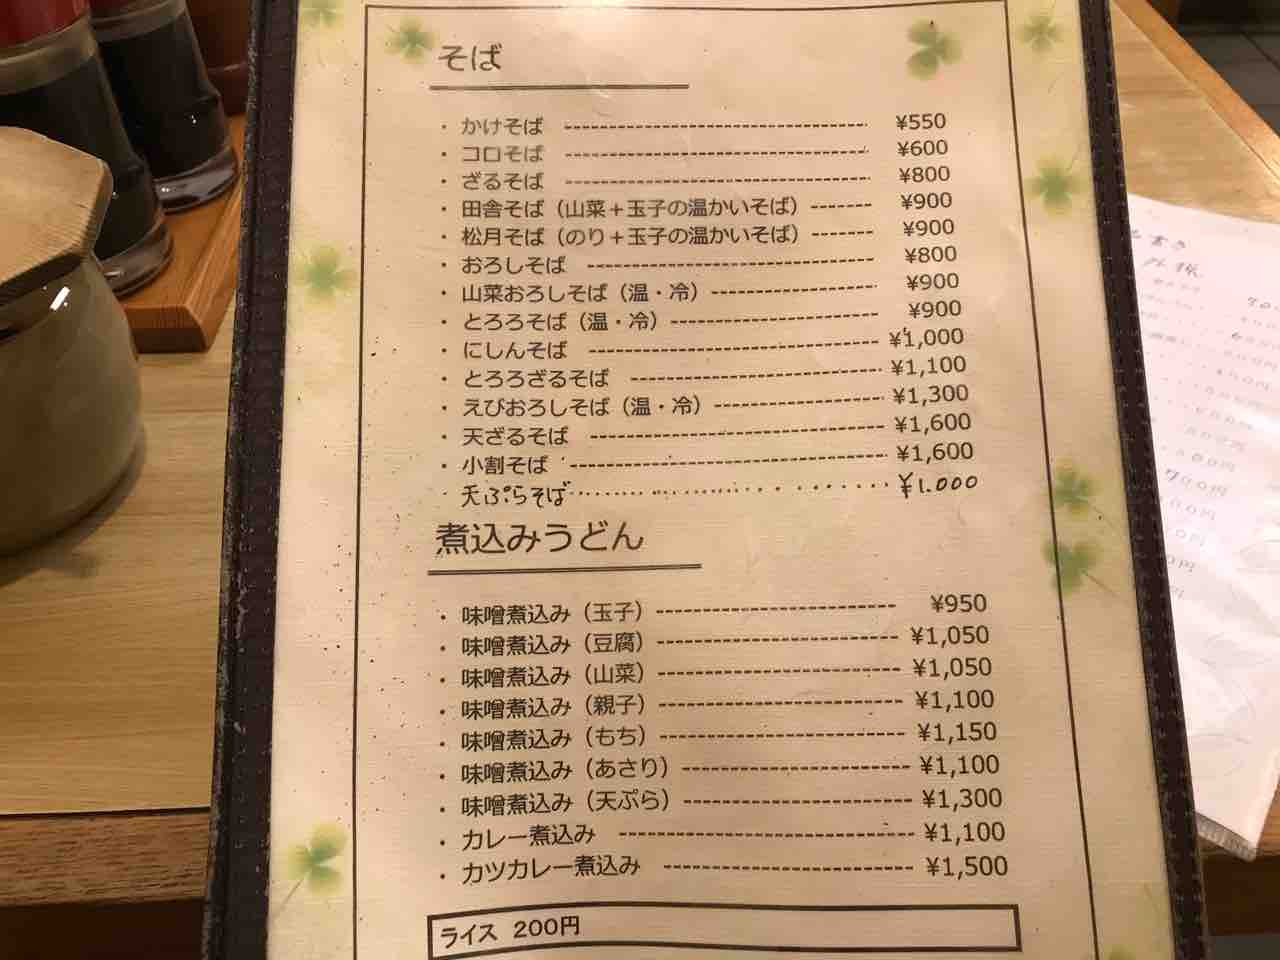 そば
・かけそば ---------- ¥550
・コロそば ---------- ¥600
・ざるそば ---------- ¥800
・田舎そば（山菜＋玉子の温かいそば） ------- ¥900
・松月そば（のり＋玉子の温かいそば） ------- ¥900
・おろしそば ---------- ¥800
・山菜おろしそば（温・冷） ---------- ¥900
・とろろそば（温・冷） ---------- ¥900
・にしんそば ---------- ¥1,000
・とろろざるそば ---------- ¥1,100
・えびおろしそば（温・冷） ---------- ¥1,300
・天ざるそば ---------- ¥1,600
・小割そば ---------- ¥1,600
・天ぷらそば ………… ¥1.000
煮込みうどん
・味噌煮込み（玉子） ---------- ¥950
・味噌煮込み（豆腐） ---------- ¥1,050
・味噌煮込み（山菜） ---------- ¥1,050
・味噌煮込み（親子） ---------- ¥1,100
・味噌煮込み（もち） ---------- ¥1,150
・味噌煮込み（あさり） ---------- ¥1,100
・味噌煮込み（天ぷら） ---------- ¥1,300
・カレー煮込み ---------- ¥1,100
・カツカレー煮込み ---------- ¥1,500
ライス 200円